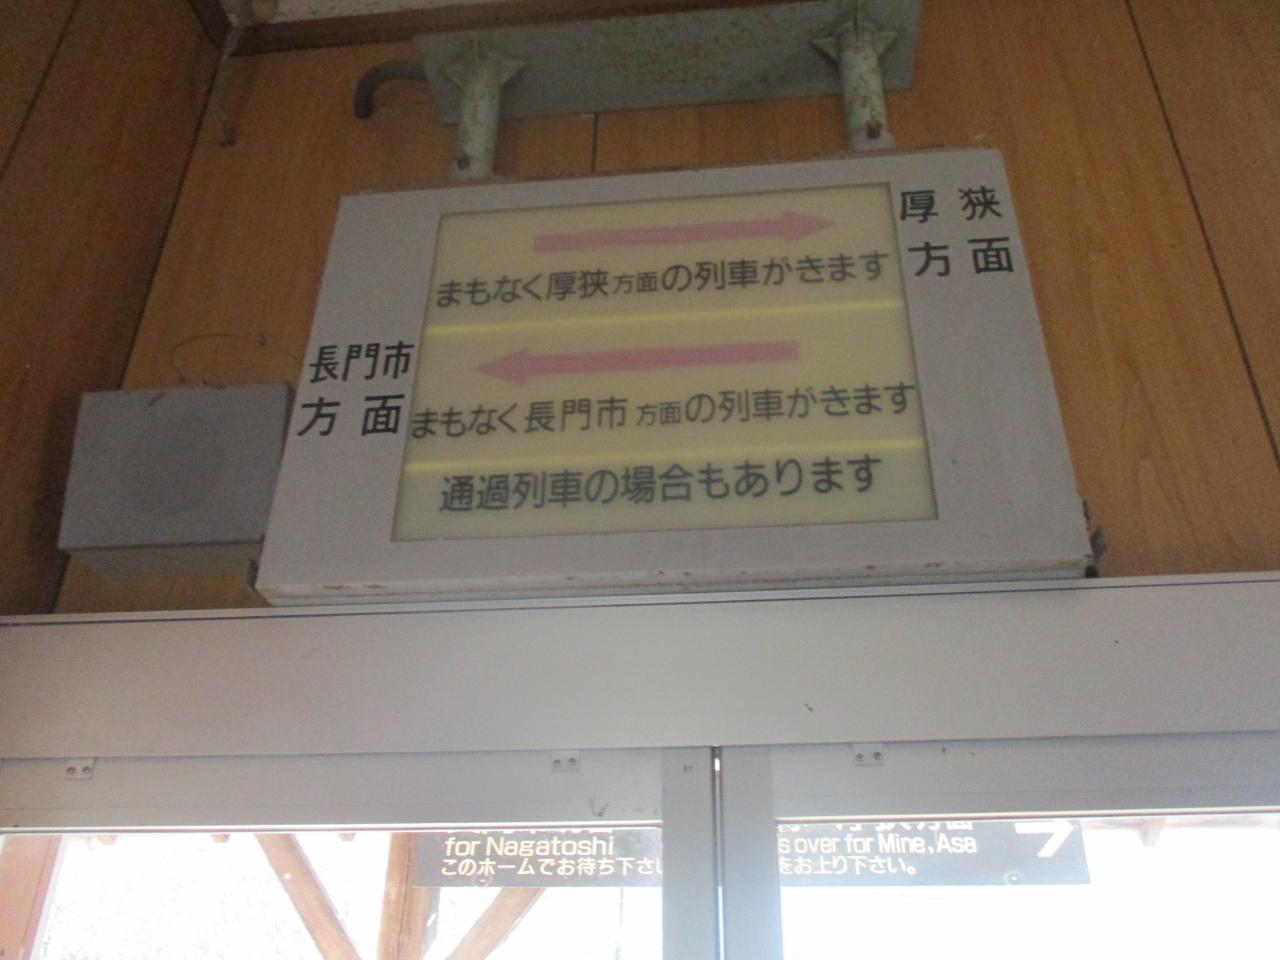 厚狭
方面
まもなく厚狭方面の列車がきます
長門市
方面
まもなく長門市方面の列車がきます
通過列車の場合もあります
for Nagatoshi
このホームでお待ち下さい
s over for Mine, Asa
をお上り下さい。